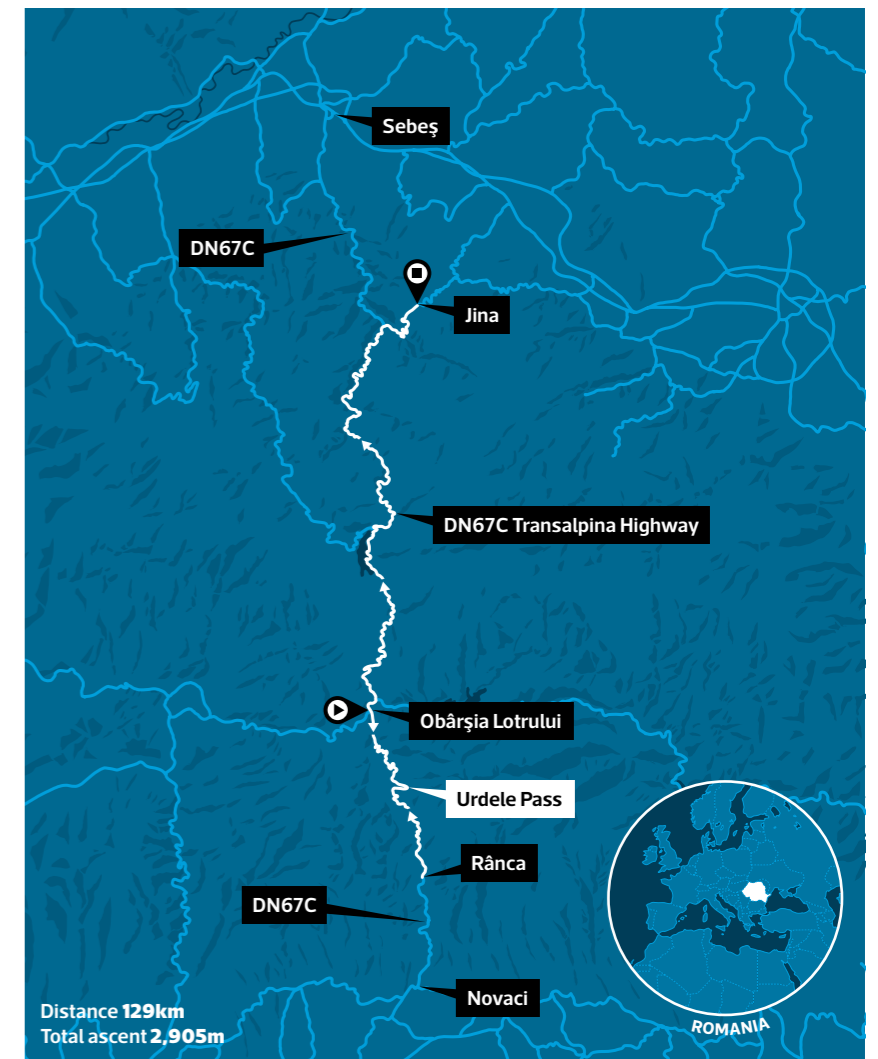 Sebeş
DN67C
Jina
DN67C Transalpina Highway
Obârşia Lotrului
Urdele Pass
Rânca
DN67C
Novaci
Distance 129km
Total ascent 2,905m
ROMANIA